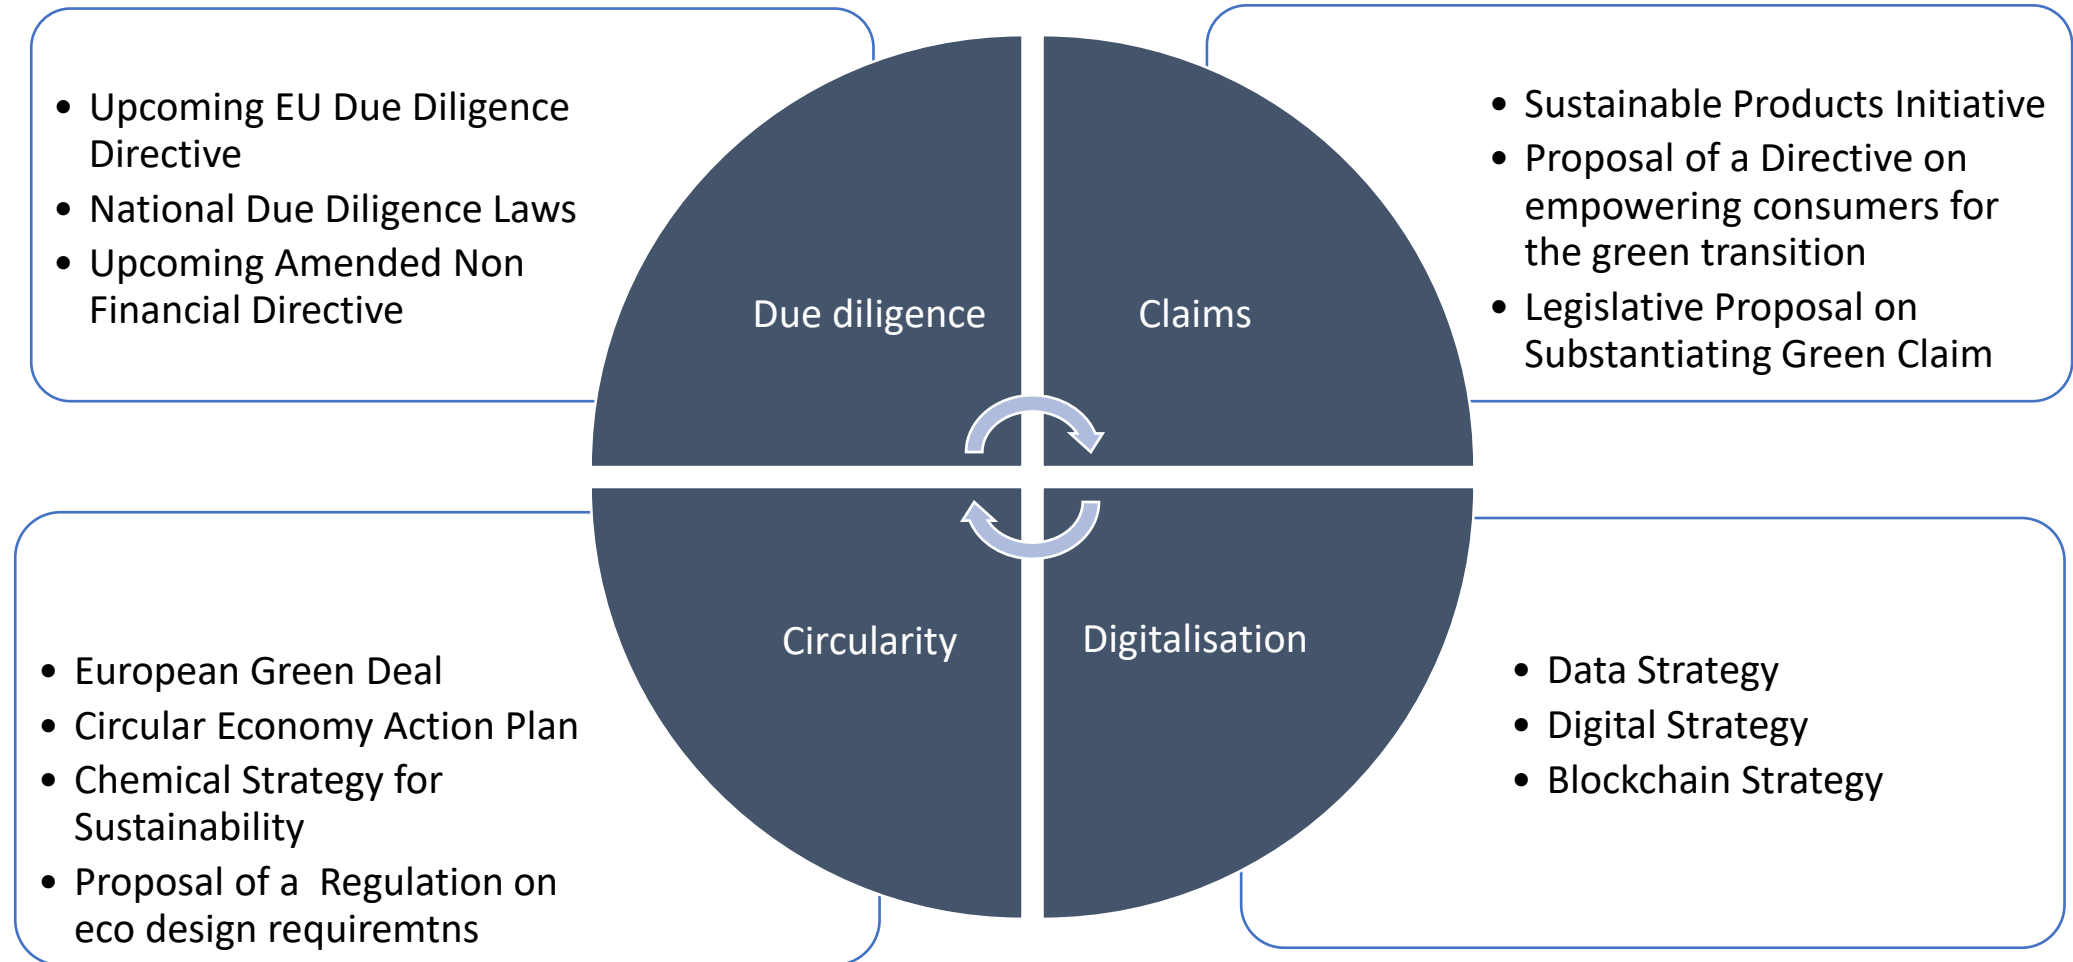 • Upcoming EU Due Diligence
Directive
• National Due Diligence Laws
• Upcoming Amended Non
Financial Directive
Due diligence
Claims
• Sustainable Products Initiative
• Proposal of a Directive on
empowering consumers for
the green transition
• Legislative Proposal on
Substantiating Green Claim
• European Green Deal
• Circular Economy Action Plan
• Chemical Strategy for
Sustainability
• Proposal of a  Regulation on
eco design requiremtns
Circularity
Digitalisation
• Data Strategy
• Digital Strategy
• Blockchain Strategy